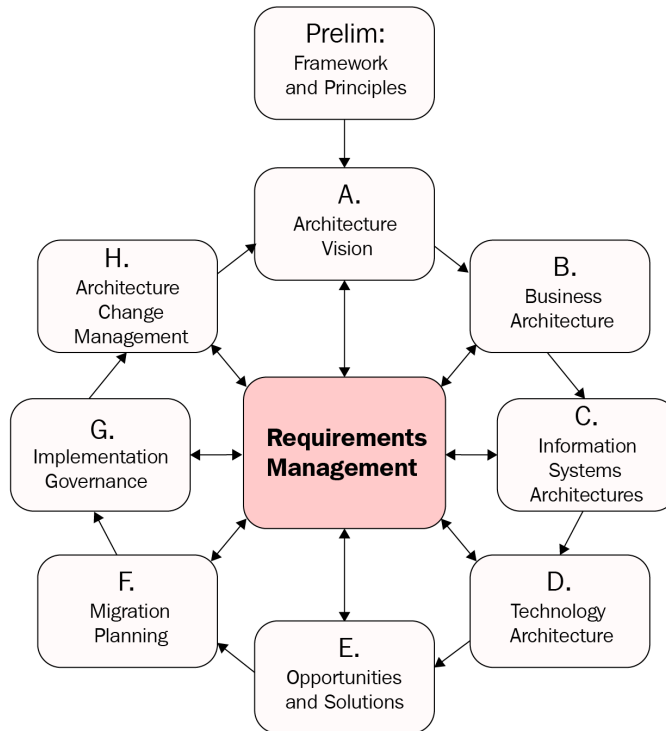 Prelim:
Framework
and Principles
A.
Architecture
Vision
B.
Business
Architecture
C.
Information
Systems
Architectures
D.
Technology
Architecture
E.
Opportunities
and Solutions
F.
Migration
Planning
G.
Implementation
Governance
H.
Architecture
Change
Management
Requirements
Management